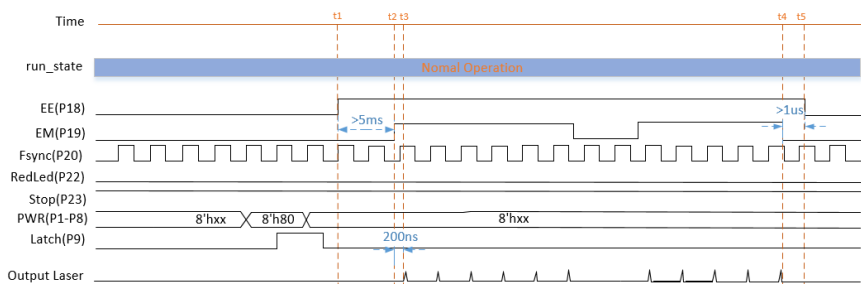 Time t1 t2 t3 t4 t5
run_state Nomal Operation
EE(P18)
>5ms >1us
EM(P19)
Fsync(P20)
RedLed(P22)
Stop(P23)
PWR(P1-P8) 8'hxx 8'h80 8'hxx
Latch(P9) 200ns
Output Laser